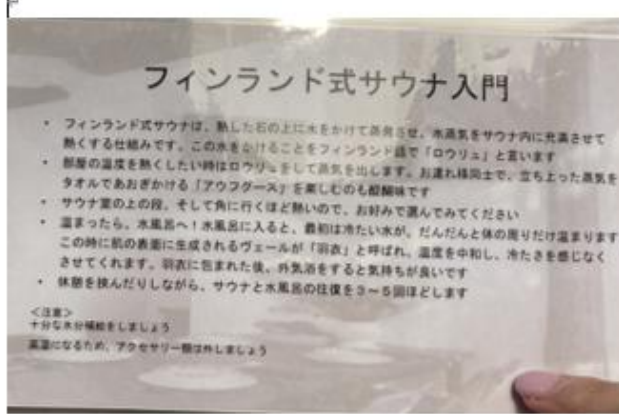 フィンランド式サウナ入門
・ フィンランド式サウナは、熱した石の上に水をかけて蒸発させ、水蒸気をサウナ内に充満させて
熱くする仕組みです。この水をかけることをフィンランド語で「ロウリュ」と言います
・部屋の温度を熱くしたい時はロウリュをして蒸気を出します。お連れ様同士で、立ち上った蒸気を
タオルであおぎかける「アウフグース」を楽しむのも醍醐味です
・ サウナ室の上の段、そして角に行くほど熱いので、お好みで選んでみてください
・ 温まったら、水風呂へ!水風呂に入ると、最初は冷たい水が、だんだんと体の周りだけ温まります
この時に肌の表面に生成されるヴェールが「羽衣」と呼ばれ、温度を中和し、冷たさを感じなく
させてくれます。羽衣に包まれた後、外気浴をすると気持ちが良いです
・ 休憩を挟んだりしながら、サウナと水風呂の往復を3〜5回ほどします
<注意>
十分な水分補給をしましょう
高温になるため、アクセサリー類は外しましょう